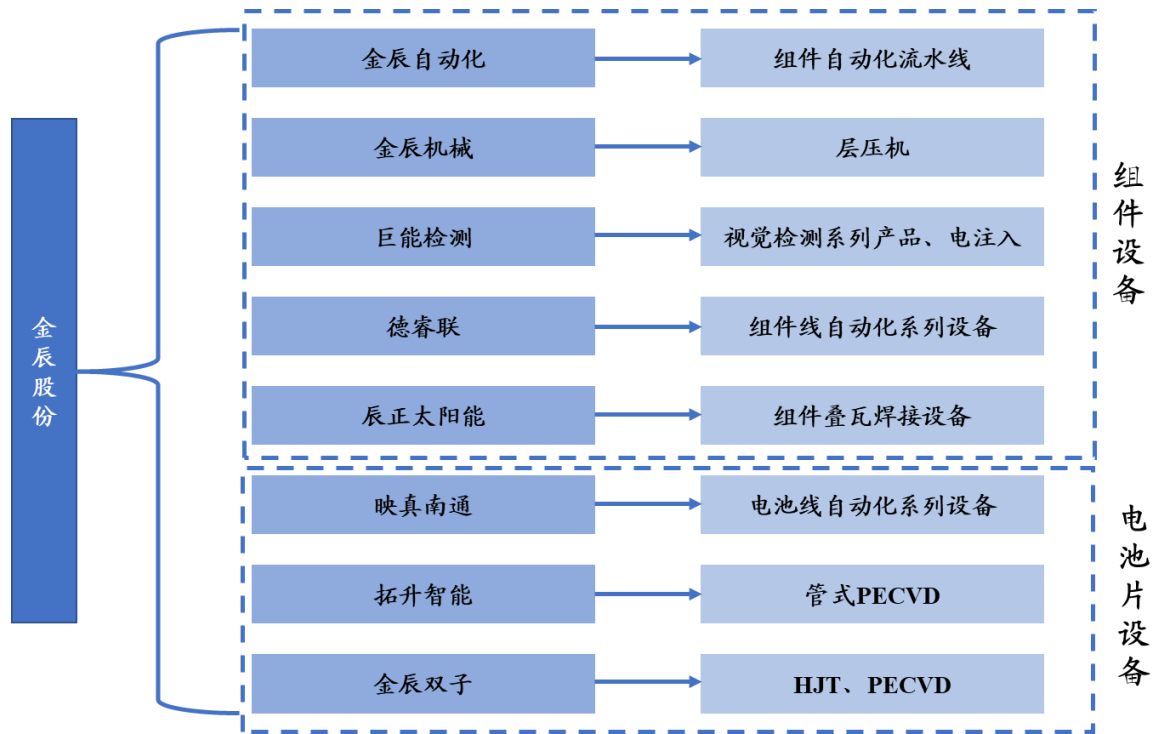 金辰股份
金辰自动化
组件自动化流水线
金辰机械
层压机
巨能检测
视觉检测系列产品、电注入
德睿联
组件线自动化系列设备
辰正太阳能
组件叠瓦焊接设备
组件设备
映真南通
电池线自动化系列设备
拓升智能
管式PECVD
金辰双子
HJT、PECVD
电池片设备